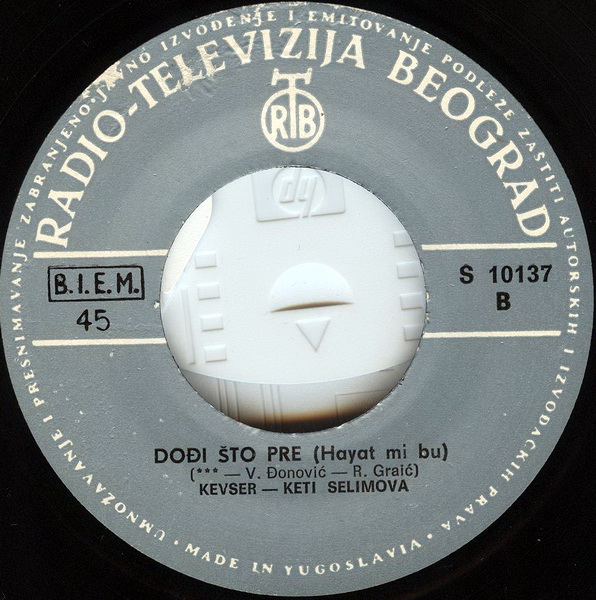 UMNOŽAVANJE I PRESNIMAVANJE ZABRANJENO·JAVNO IZVOĐENJE I EMITOVANJE PODLEŽE ZAŠTITI AUTORSKIH I IZVOĐAČKIH PRAVA·
RADIO-TELEVIZIJA BEOGRAD
RTB
dg
B.I.E.M.
45
S 10137
B
DOĐI ŠTO PRE (Hayat mi bu)
(*** — V. Đonović — R. Graić)
KEVSER — KETI SELIMOVA
· MADE IN YUGOSLAVIA ·